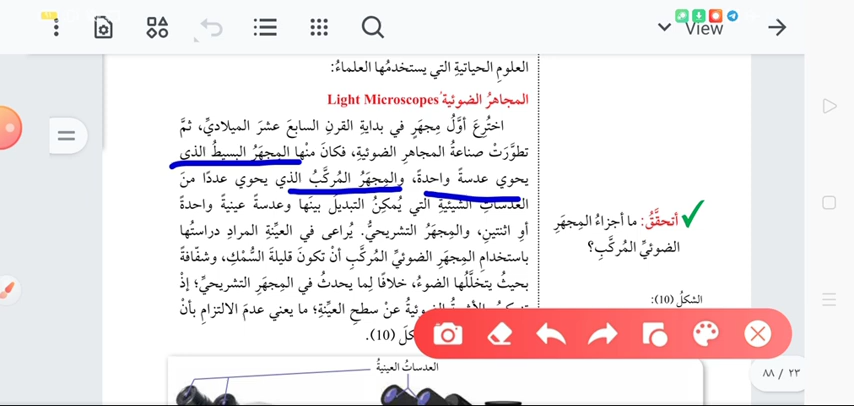 View
العلومِ الحياتيةِ التي يستخدمُها العلماءُ:
المجاهرُ الضوئيةُ Light Microscopes
اختُرِعَ أوَّلُ مِجهَرٍ في بدايةِ القرنِ السابعَ عشرَ الميلاديِّ، ثمَّ
تطوَّرَتْ صناعةُ المجاهرِ الضوئيةِ، فكانَ منْها المِجهَرُ البسيطُ الذي
يحوي عدسةً واحدةً، والمِجهَرُ المُركَّبُ الذي يحوي عددًا منَ
العدساتِ الشيئيةِ التي يُمكِنُ التبديلُ بينَها وعدسةً عينيةً واحدةً
أوِ اثنتينِ، والمِجهَرُ التشريحيُّ. يُراعى في العيِّنةِ المرادِ دراستُها
باستخدامِ المِجهَرِ الضوئيِّ المُركَّبِ أنْ تكونَ قليلةَ السُّمْكِ، وشفّافةً
بحيثُ يتخلَّلُها الضوءُ، خلافًا لِما يحدثُ في المِجهَرِ التشريحيِّ؛ إذْ
الأشعةُ الضوئيةُ عنْ سطحِ العيِّنةِ؛ ما يعني عدمَ الالتزامِ بأنْ
(10).
أتحقَّقُ: ما أجزاءُ المِجهَرِ
الضوئيِّ المُركَّبِ؟
الشكلُ (10):
العدساتُ العينيةُ
٢٣ / ٨٨